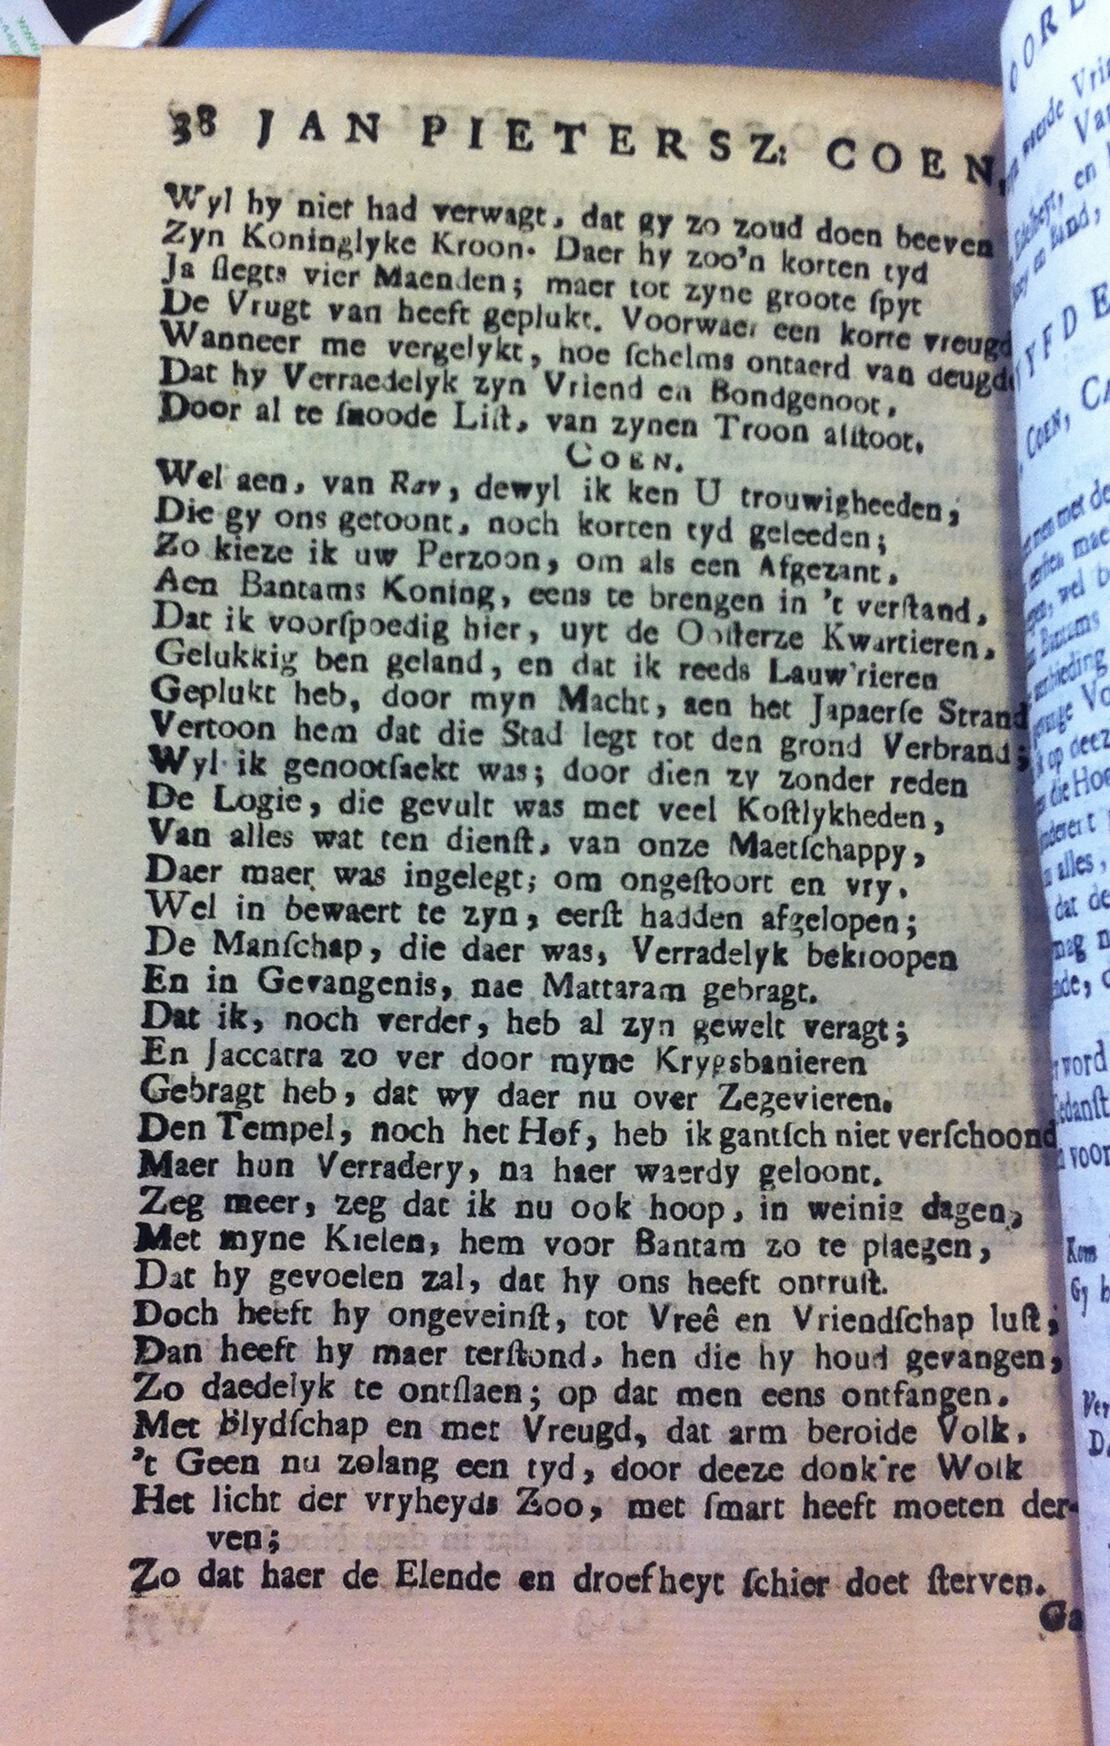 38 JAN PIETERSZ: COEN,
Wyl hy niet had verwagt, dat gy zo zoud doen beeven
Zyn Koninglyke Kroon. Daer hy zoo'n korten tyd
Ja ſlegts vier Maenden; maer tot zyne groote ſpyt
De Vrugt van heeft geplukt. Voorwaer een korte vreugd
Wanneer me vergelykt, hoe ſchelms ontaerd van deugd
Dat hy Verraedelyk zyn Vriend en Bondgenoot,
Door al te ſnoode Liſt, van zynen Troon alſtoot.
COEN.
Wel aen, van Ray, dewyl ik ken U trouwigheeden;
Die gy ons getoont, noch korten tyd geleeden;
Zo kieze ik uw Perzoon, om als een Afgezant,
Aen Bantams Koning, eens te brengen in 't verſtand,
Dat ik voorſpoedig hier, uyt de Ooſterze Kwartieren,
Gelukkig ben geland, en dat ik reeds Lauw'rieren
Geplukt heb, door myn Macht, aen het Japaerſe Strand
Vertoon hem dat die Stad legt tot den grond Verbrand;
Wyl ik genootſaekt was; door dien zy zonder reden
De Logie, die gevult was met veel Koſtlykheden,
Van alles wat ten dienſt, van onze Maetſchappy,
Daer maer was ingelegt; om ongeſtoort en vry,
Wel in bewaert te zyn, eerſt hadden afgelopen;
De Manſchap, die daer was, Verradelyk bekroopen
En in Gevangenis, nae Mattaram gebragt.
Dat ik, noch verder, heb al zyn gewelt veragt;
En Jaccatra zo ver door myne Krygsbanieren
Gebragt heb, dat wy daer nu over Zegevieren.
Den Tempel, noch het Hof, heb ik gantſch niet verſchoond
Maer hun Verradery, na haer waerdy geloont.
Zeg meer, zeg dat ik nu ook hoop, in weinig dagen,
Met myne Kielen, hem voor Bantam zo te plaegen,
Dat hy gevoelen zal, dat hy ons heeft ontruſt.
Doch heeft hy ongeveinſt, tot Vreê en Vriendſchap luſt;
Dan heeft hy maer terſtond, hen die hy houd gevangen,
Zo daedelyk te ontſlaen; op dat men eens ontfangen.
Met Blydſchap en met Vreugd, dat arm beroide Volk,
't Geen nu zolang een tyd, door deeze donk're Wolk
Het licht der vryheyds Zoo, met ſmart heeft moeten der-
ven;
Zo dat haer de Elende en droefheyt ſchier doet ſterven.
Ga